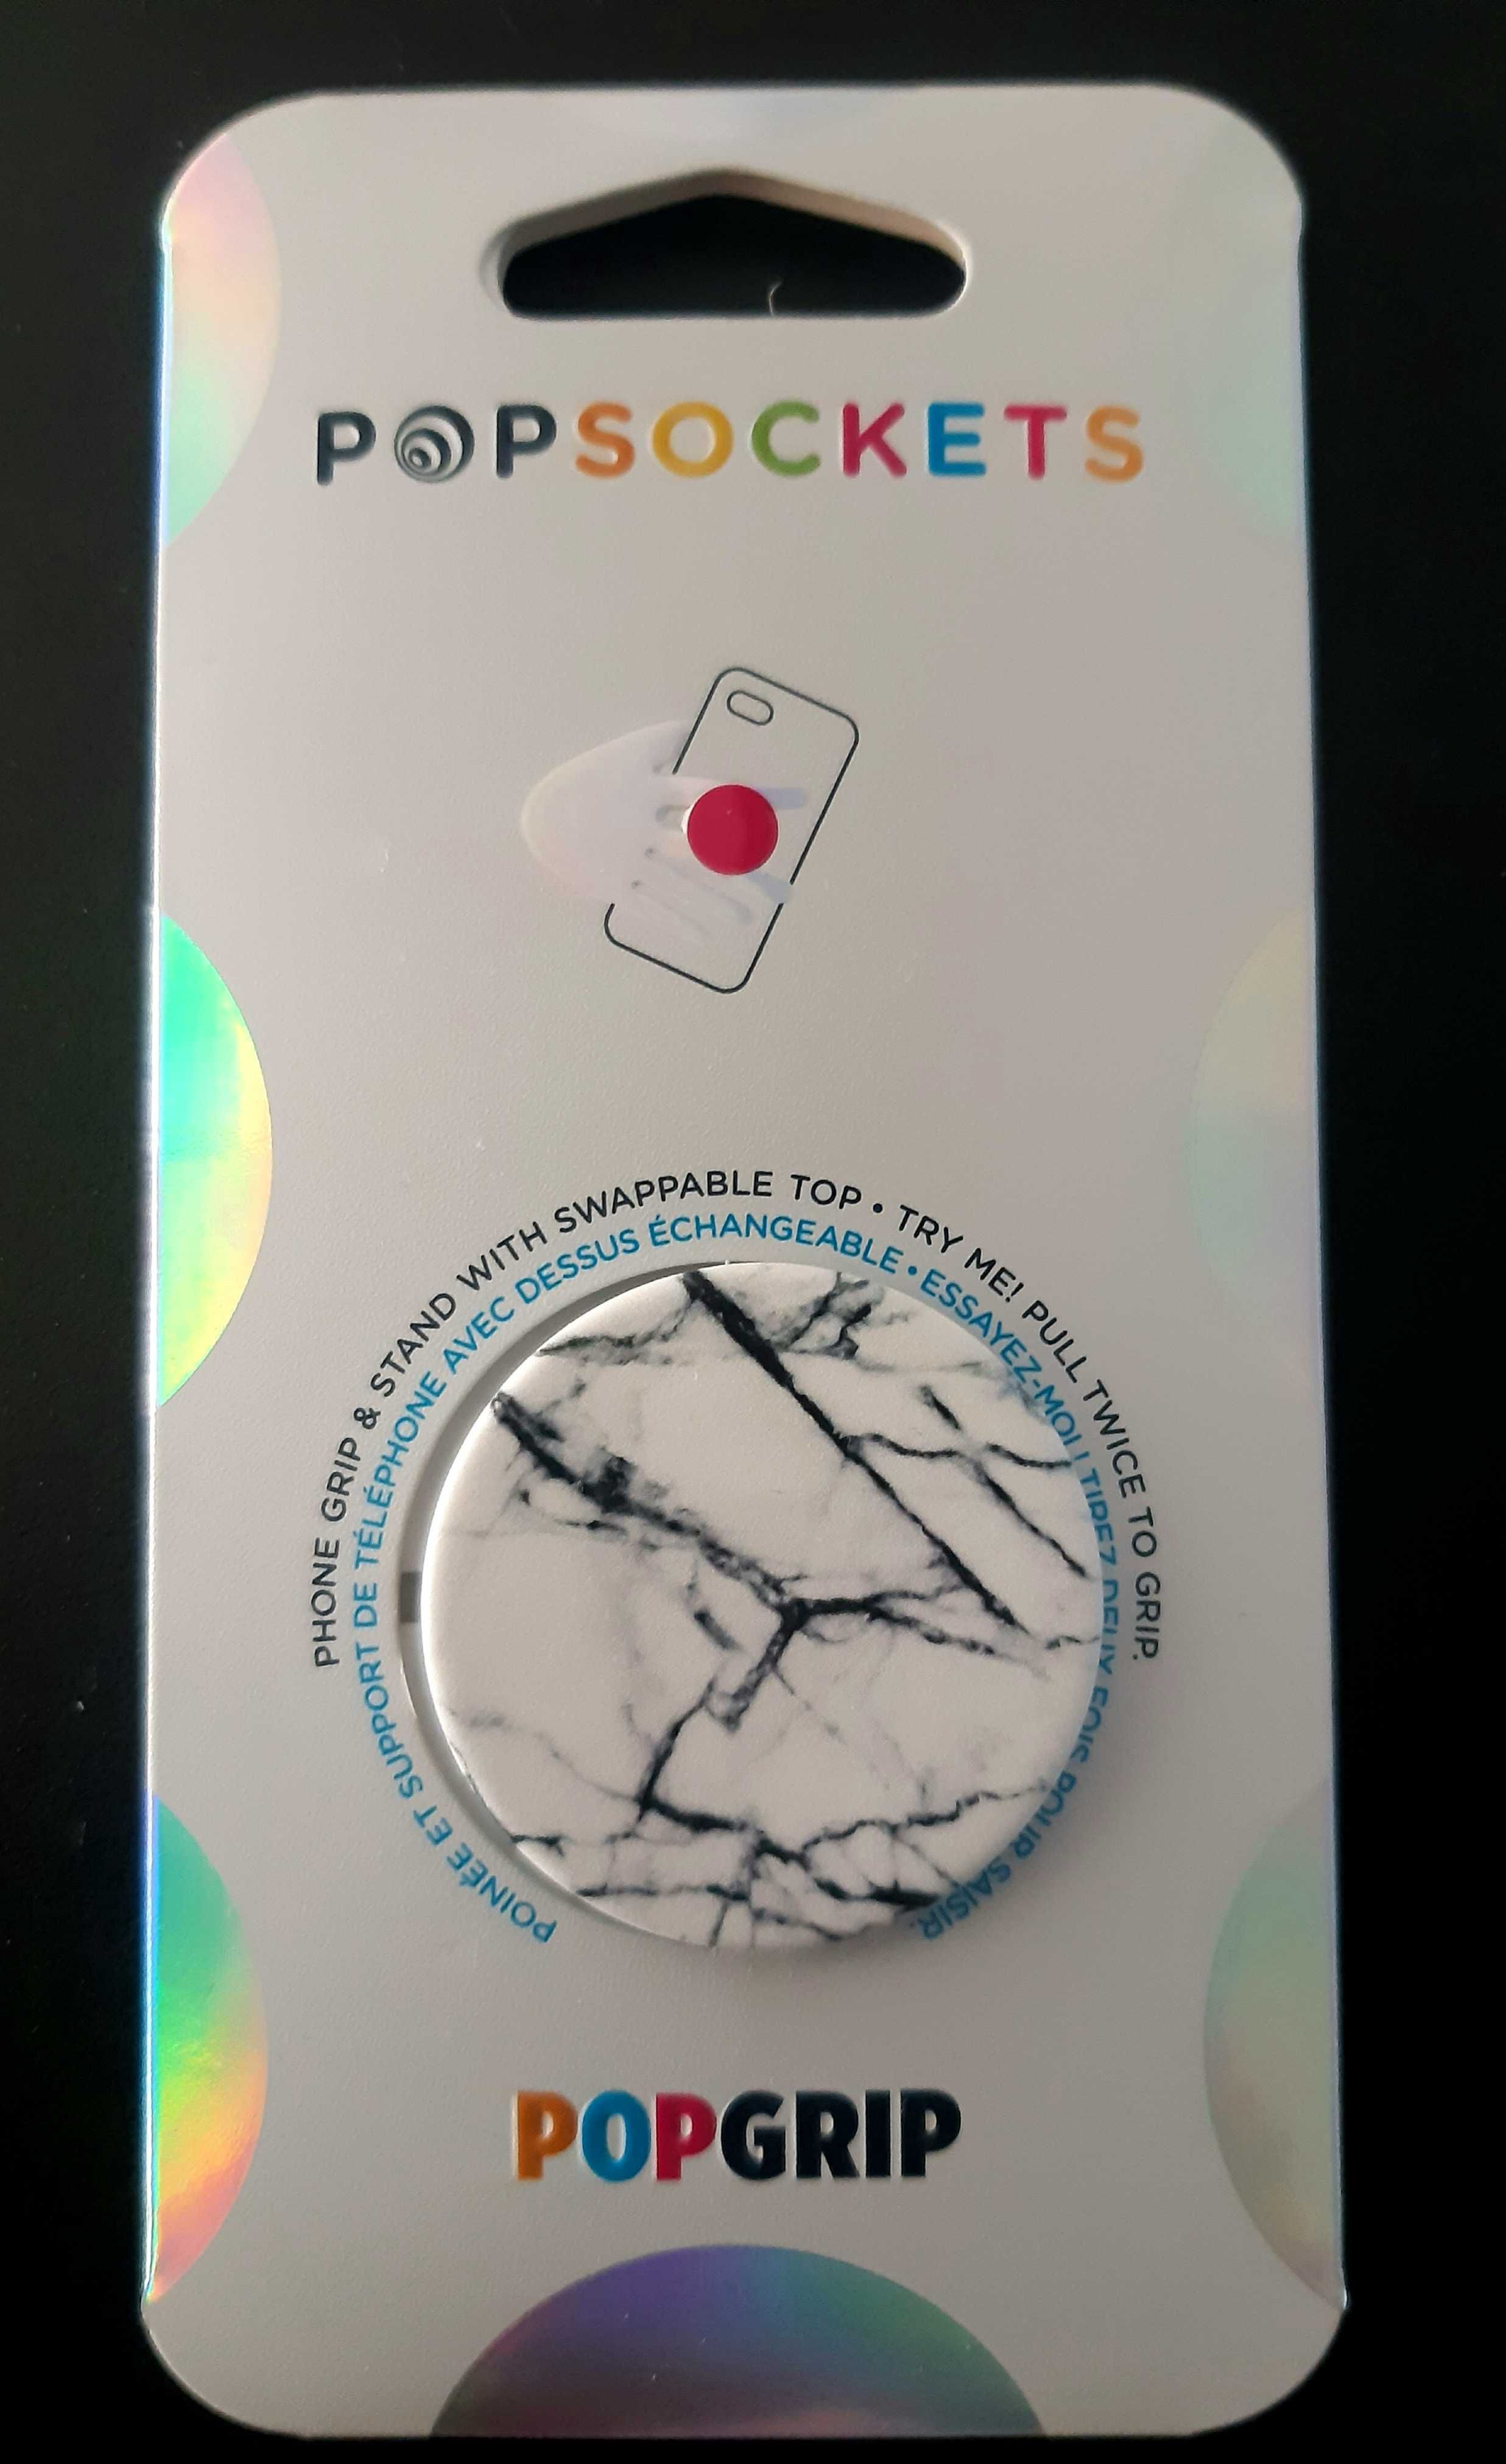 POPSOCKETS
PHONE GRIP & STAND WITH SWAPPABLE TOP • TRY ME! PULL TWICE TO GRIP.
POINÉE ET SUPPORT DE TÉLÉPHONE AVEC DESSUS ÉCHANGEABLE • ESSAYEZ-MOI ! TIREZ DEUX FOIS POUR SAISIR.
POPGRIP